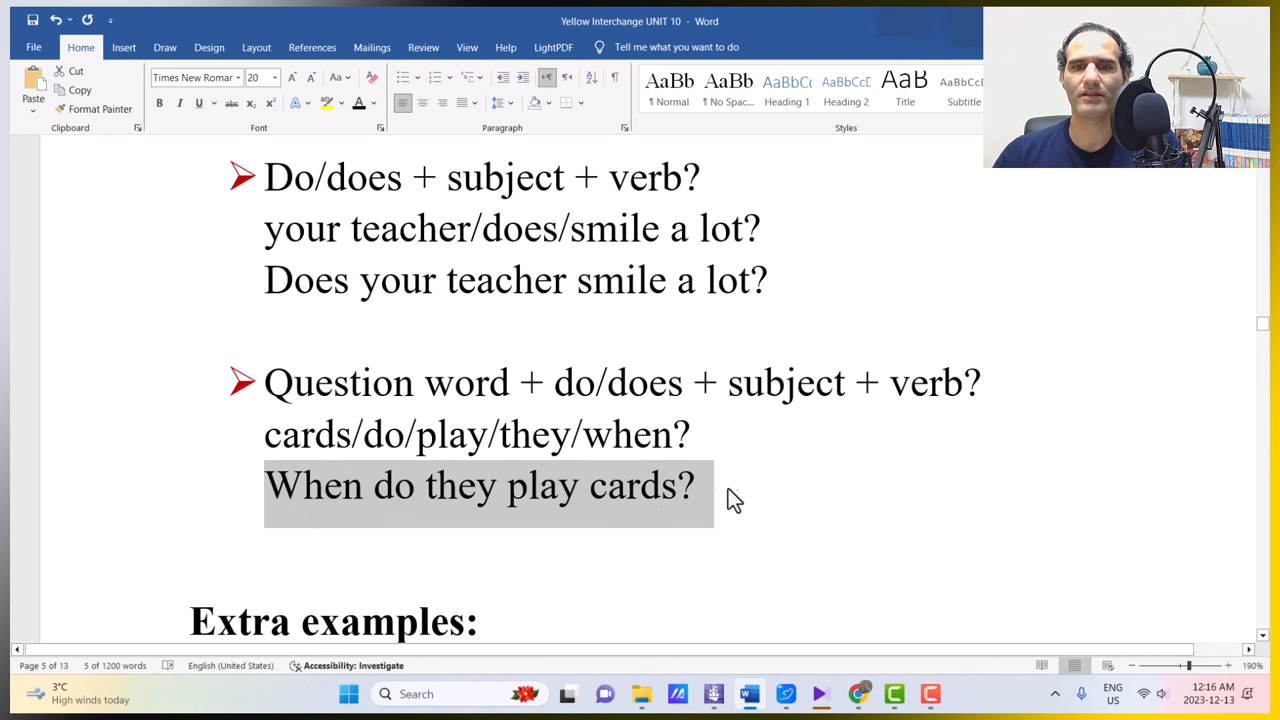 Yellow Interchange UNIT 10 - Word
File Home Insert Draw Design Layout References Mailings Review View Help LightPDF Tell me what you want to do
Paste Cut Copy Format Painter
Times New Romar 20
AaBb AaBb AaBbCc AaBbCcD AaB AaBbCcD
¶ Normal ¶ No Spac... Heading 1 Heading 2 Title Subtitle
Clipboard Font Paragraph Styles
Do/does + subject + verb?
your teacher/does/smile a lot?
Does your teacher smile a lot?
Question word + do/does + subject + verb?
cards/do/play/they/when?
When do they play cards?
Extra examples:
Page 5 of 13 5 of 1200 words English (United States) Accessibility: Investigate 190%
3°C
High winds today
Search
ENG
US
12:16 AM
2023-12-13